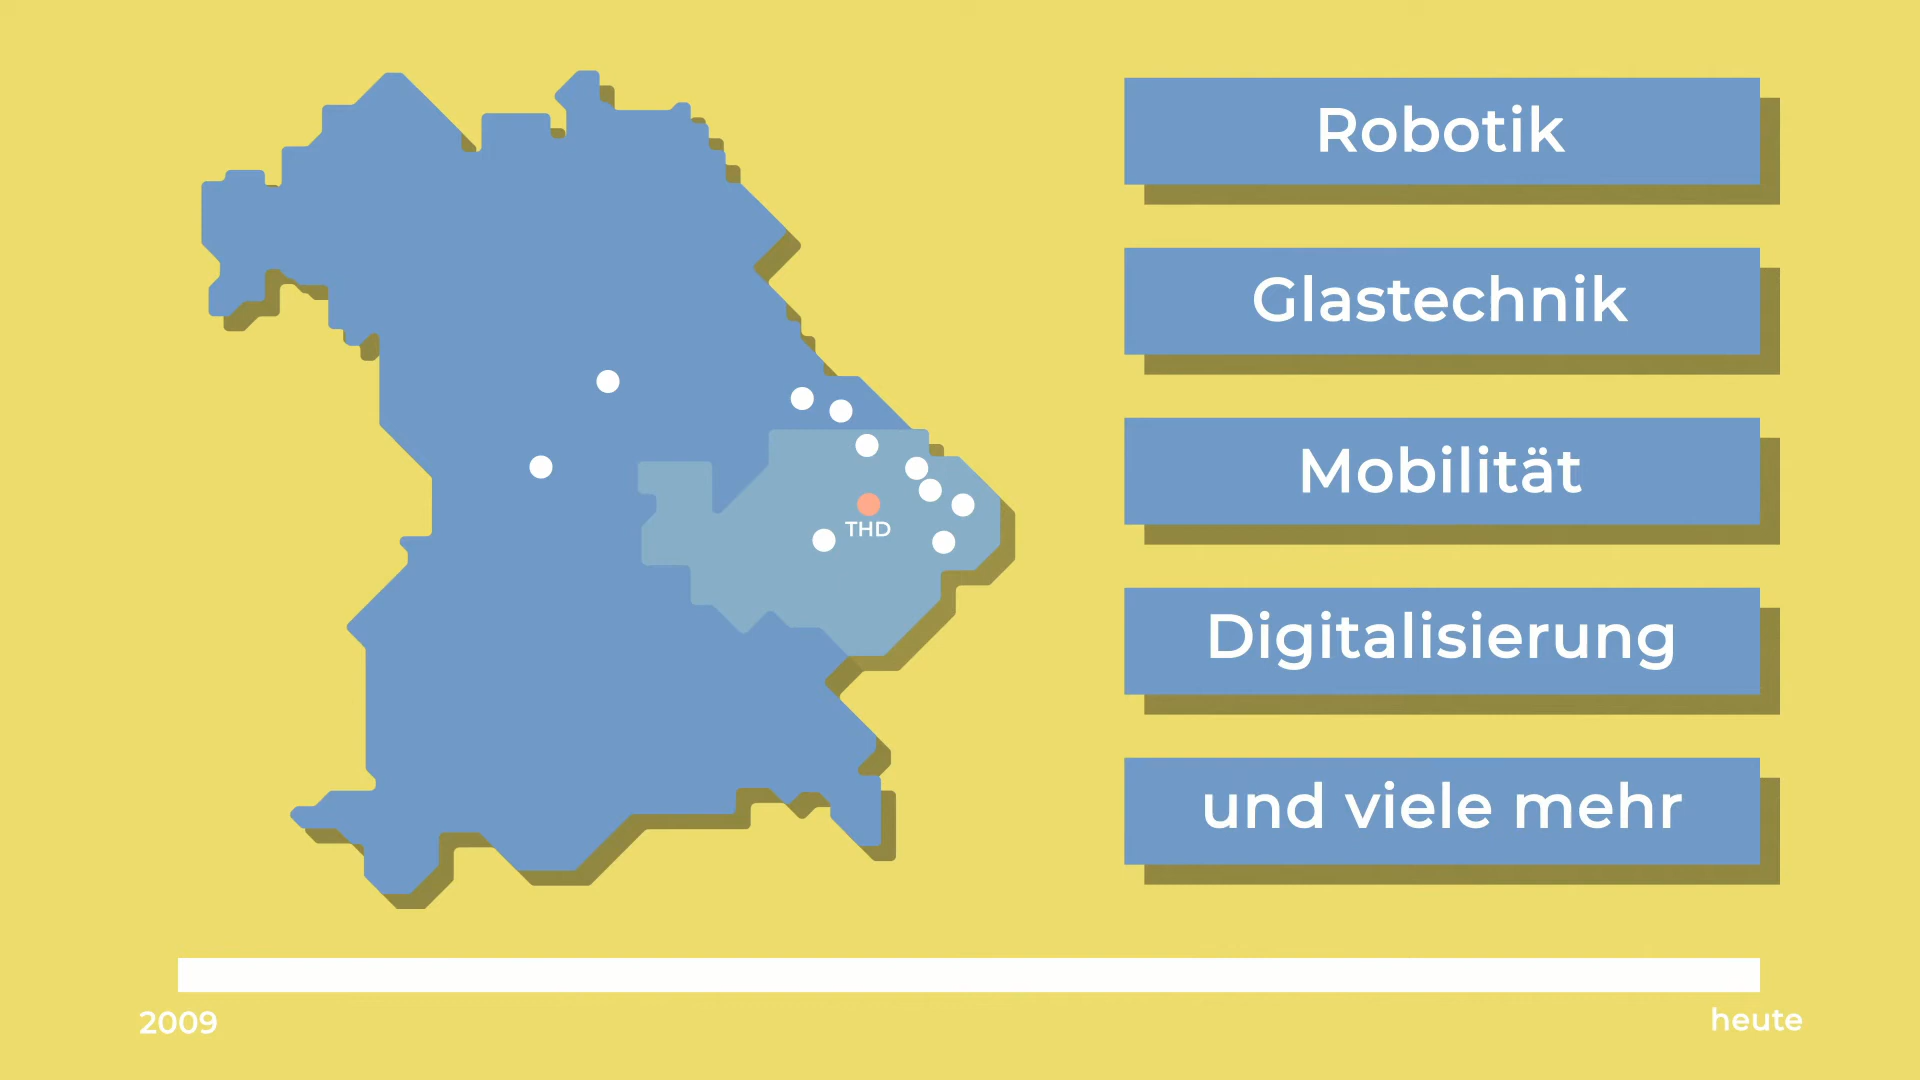 Robotik
Glastechnik
Mobilität
THD
Digitalisierung
und viele mehr
2009
heute